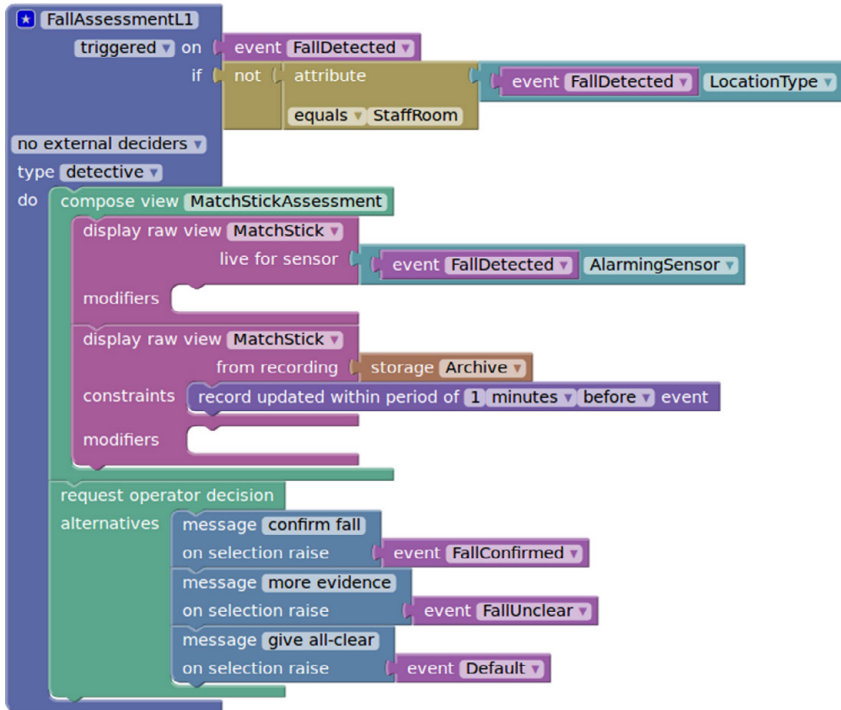 FallAssessmentL1
triggered on event FallDetected
if not attribute event FallDetected LocationType
equals StaffRoom
no external deciders
type detective
do compose view MatchStickAssessment
display raw view MatchStick
live for sensor event FallDetected AlarmingSensor
modifiers
display raw view MatchStick
from recording storage Archive
constraints record updated within period of 1 minutes before event
modifiers
request operator decision
alternatives message confirm fall
on selection raise event FallConfirmed
message more evidence
on selection raise event FallUnclear
message give all-clear
on selection raise event Default